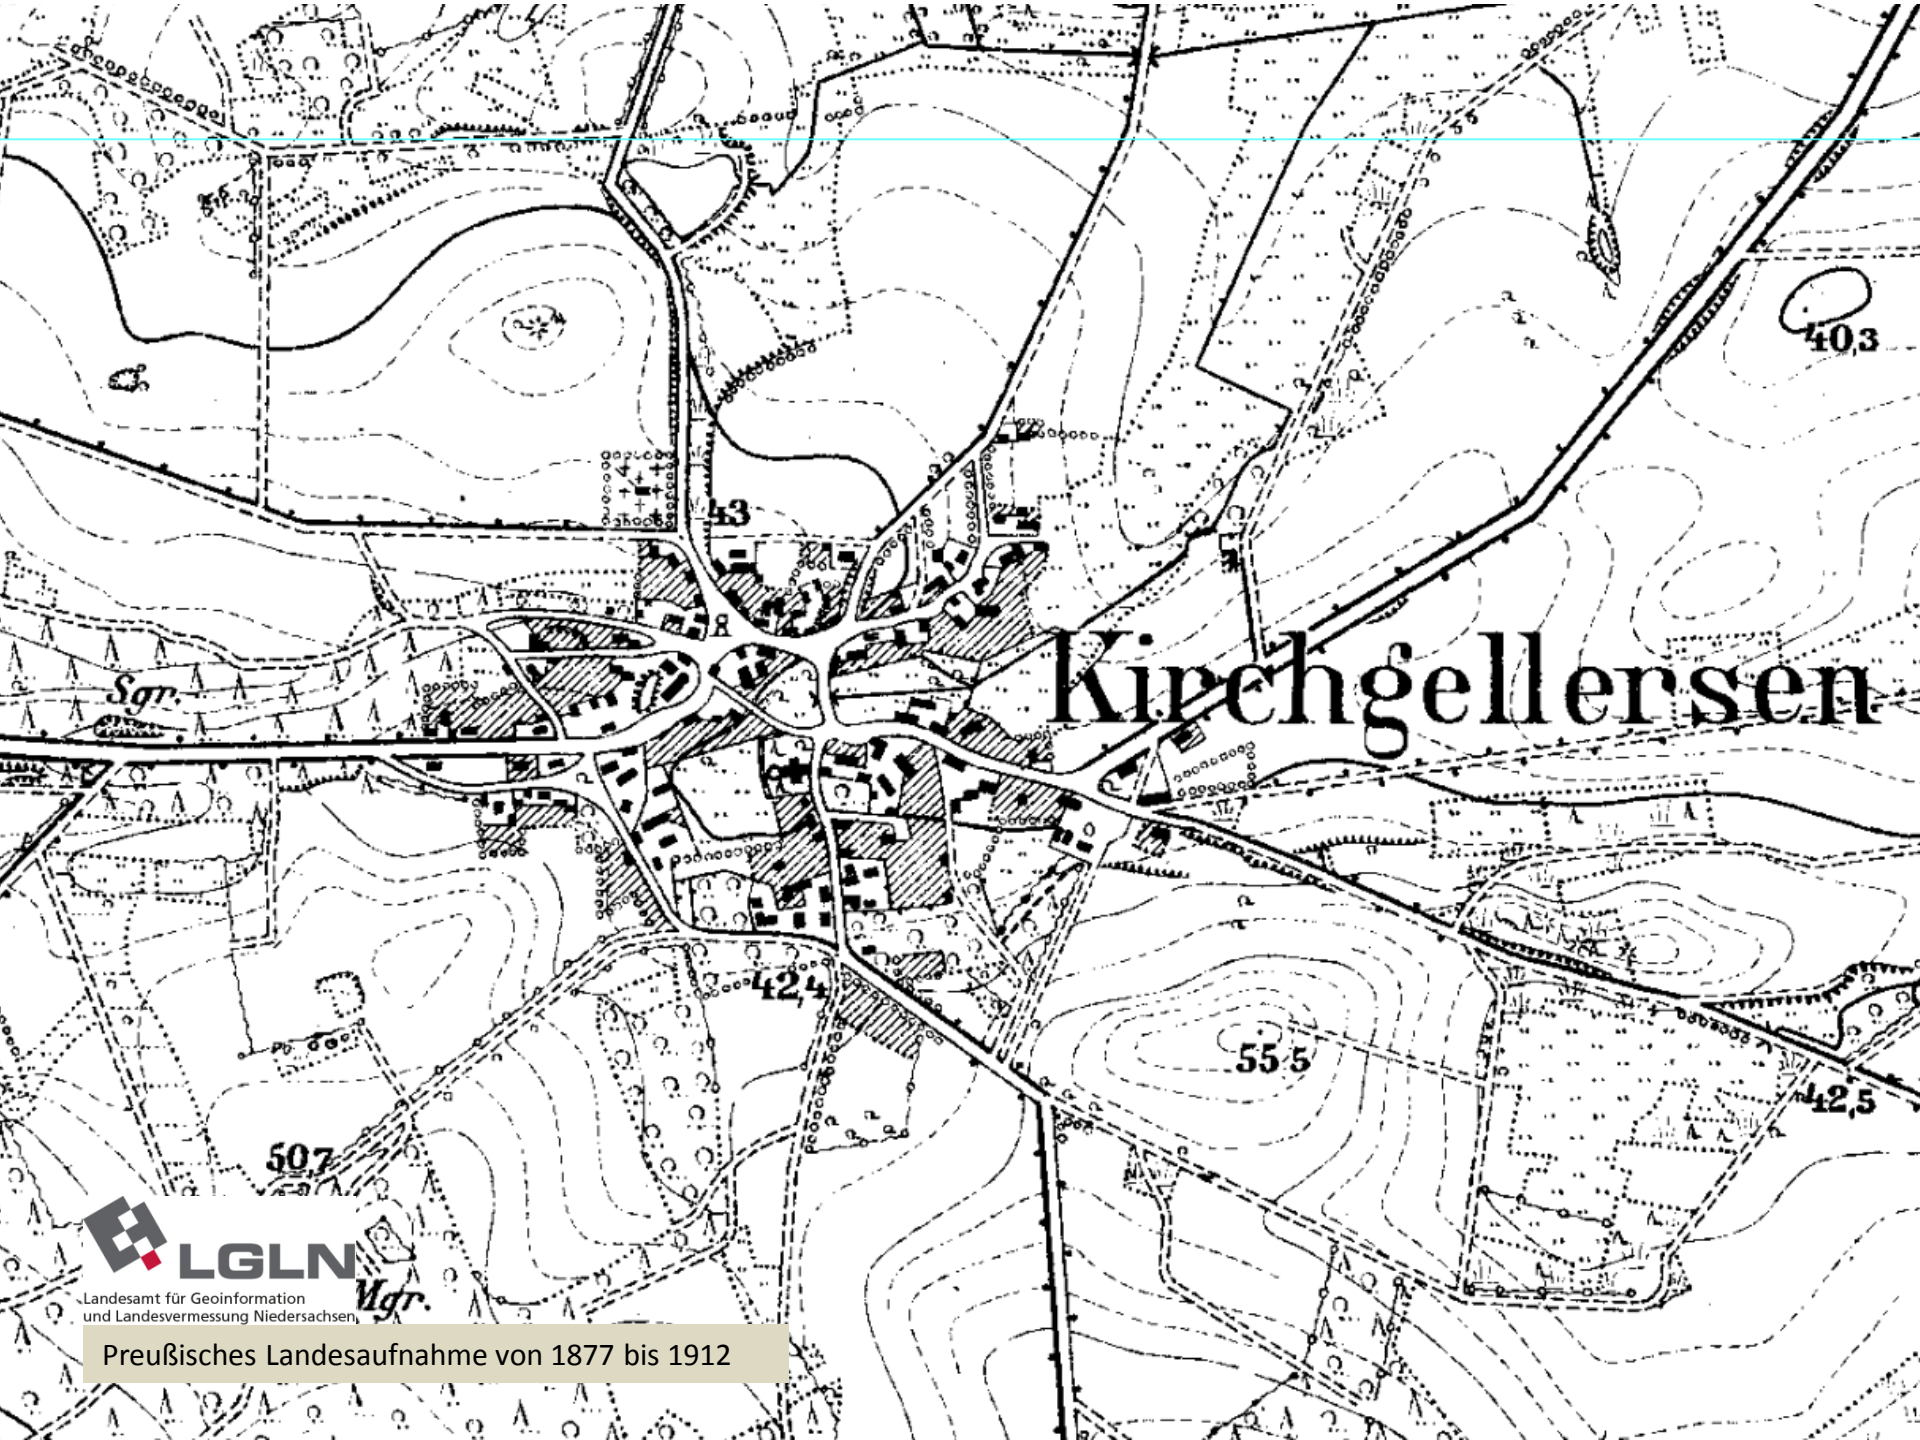 40,3
43
Kirchgellersen
Sgr.
42,4
55 5
42,5
50,7
LGLN
Mgr.
Landesamt für Geoinformation
und Landesvermessung Niedersachsen
Preußisches Landesaufnahme von 1877 bis 1912